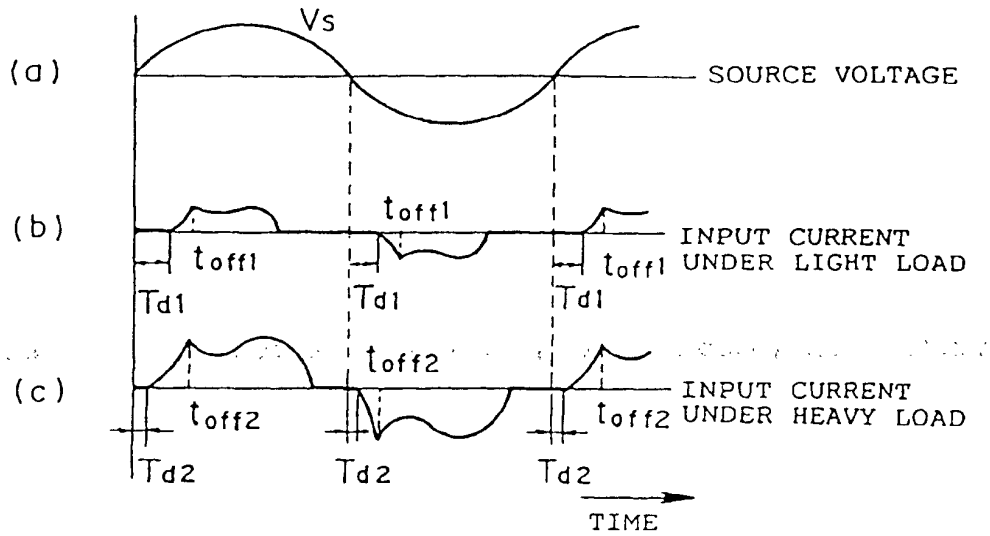 Vs
(a)
SOURCE VOLTAGE
toff1
(b)
INPUT CURRENT
toff1
toff1
UNDER LIGHT LOAD
Td1
Td1
Td1
toff2
(c)
INPUT CURRENT
toff2
toff2
UNDER HEAVY LOAD
Td2
Td2
Td2
TIME